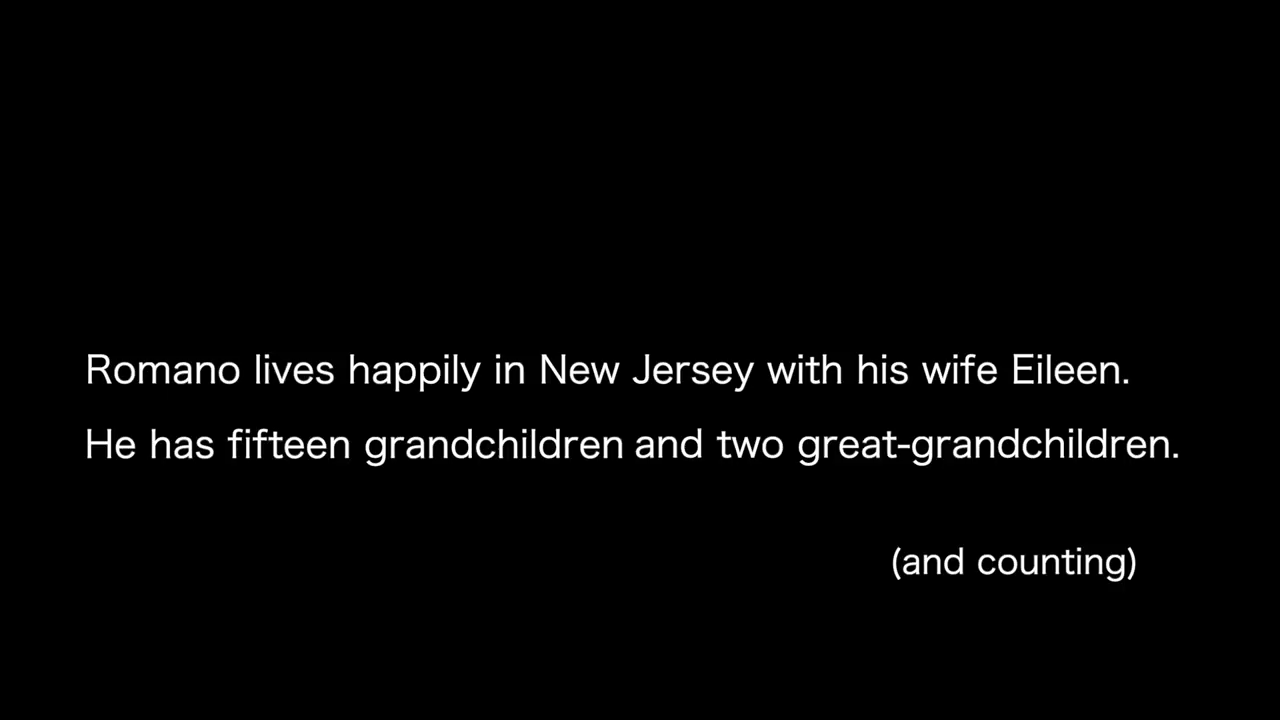 Romano lives happily in New Jersey with his wife Eileen.
He has fifteen grandchildren and two great-grandchildren.
(and counting)